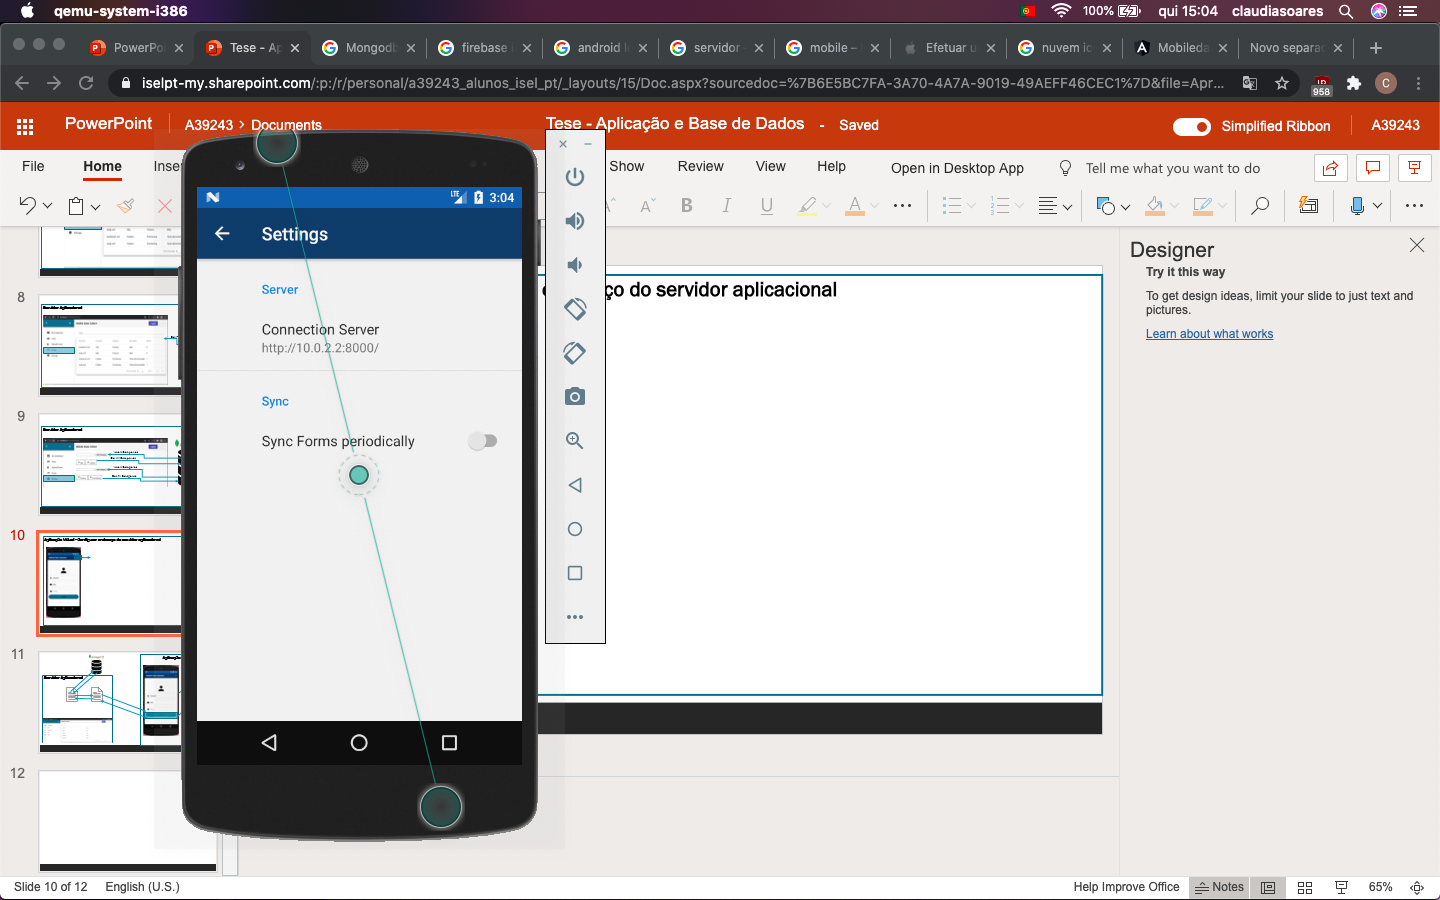 qemu-system-i386
100%
qui 15:04
claudiasoares
PowerPoi
Tese - A
Mongodb
firebase
android l
servidor
mobile –
Efetuar u
nuvem ic
Mobileda
Novo separad
iselpt-my.sharepoint.com/:p:/r/personal/a39243_alunos_isel_pt/_layouts/15/Doc.aspx?sourcedoc=%7B6E5BC7FA-3A70-4A7A-9019-49AEFF46CEC1%7D&file=Apr...
958
C
PowerPoint
A39243 > Documents
Tese - Aplicação e Base de Dados - Saved
Simplified Ribbon
A39243
File
Home
Inse
Show
Review
View
Help
Open in Desktop App
Tell me what you want to do
B
I
U
A
8
9
10
11
12
LTE
3:04
Settings
Server
Connection Server
http://10.0.2.2:8000/
Sync
Sync Forms periodically
ço do servidor aplicacional
Designer
Try it this way
To get design ideas, limit your slide to just text and
pictures.
Learn about what works
Slide 10 of 12
English (U.S.)
Help Improve Office
Notes
65%